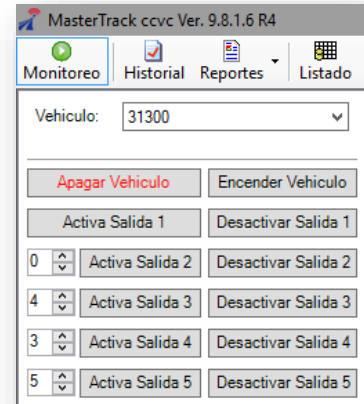 MasterTrack ccvc Ver. 9.8.1.6 R4
Monitoreo Historial Reportes Listado
Vehiculo: 31300
Apagar Vehiculo Encender Vehiculo
Activa Salida 1 Desactivar Salida 1
0 Activa Salida 2 Desactivar Salida 2
4 Activa Salida 3 Desactivar Salida 3
3 Activa Salida 4 Desactivar Salida 4
5 Activa Salida 5 Desactivar Salida 5